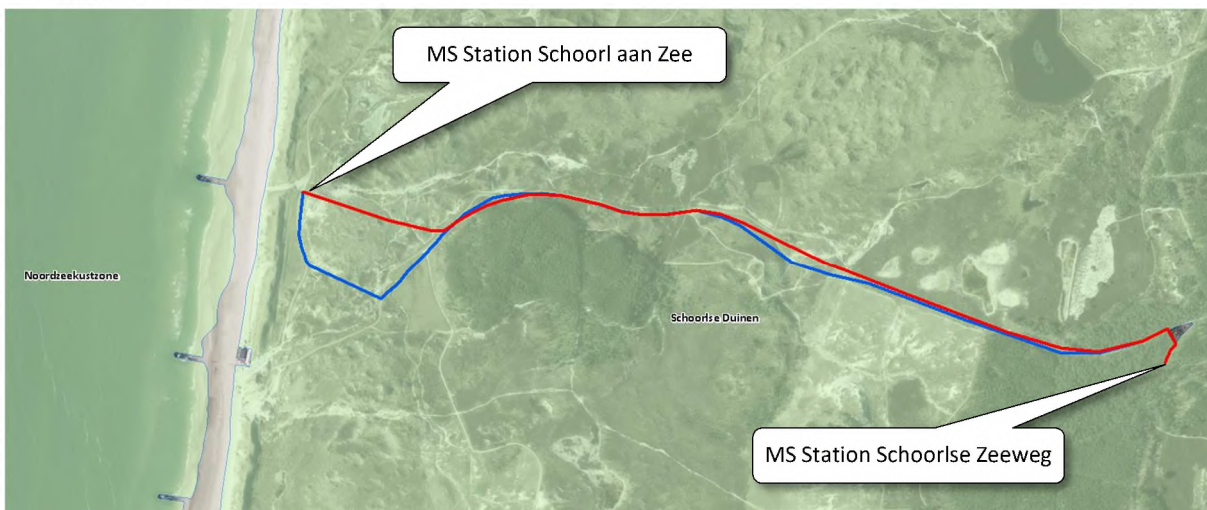 MS Station Schoorl aan Zee
Noordzeekustzone
Schoorlse Duinen
MS Station Schoorlse Zeeweg